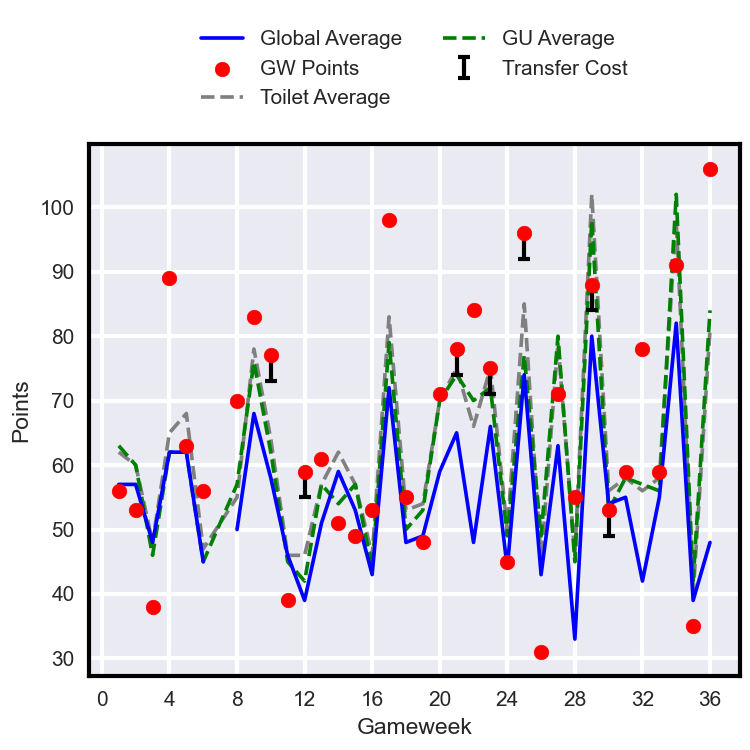 Global Average
GW Points
Toilet Average
GU Average
Transfer Cost
100
90
80
70
60
50
40
30
Points
0 4 8 12 16 20 24 28 32 36
Gameweek